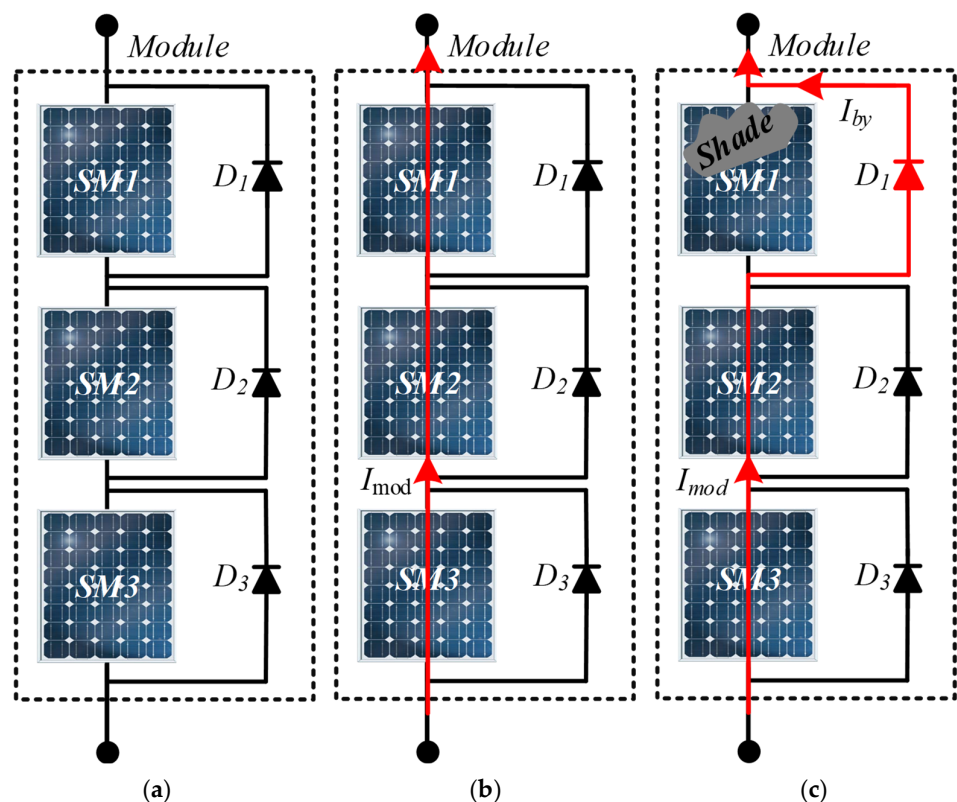 Module
SM1
D1
SM2
D2
SM3
D3
(a)
Module
SM1
D1
SM2
D2
Imod
SM3
D3
(b)
Module
Iby
Shade
SM1
D1
SM2
D2
Imod
SM3
D3
(c)